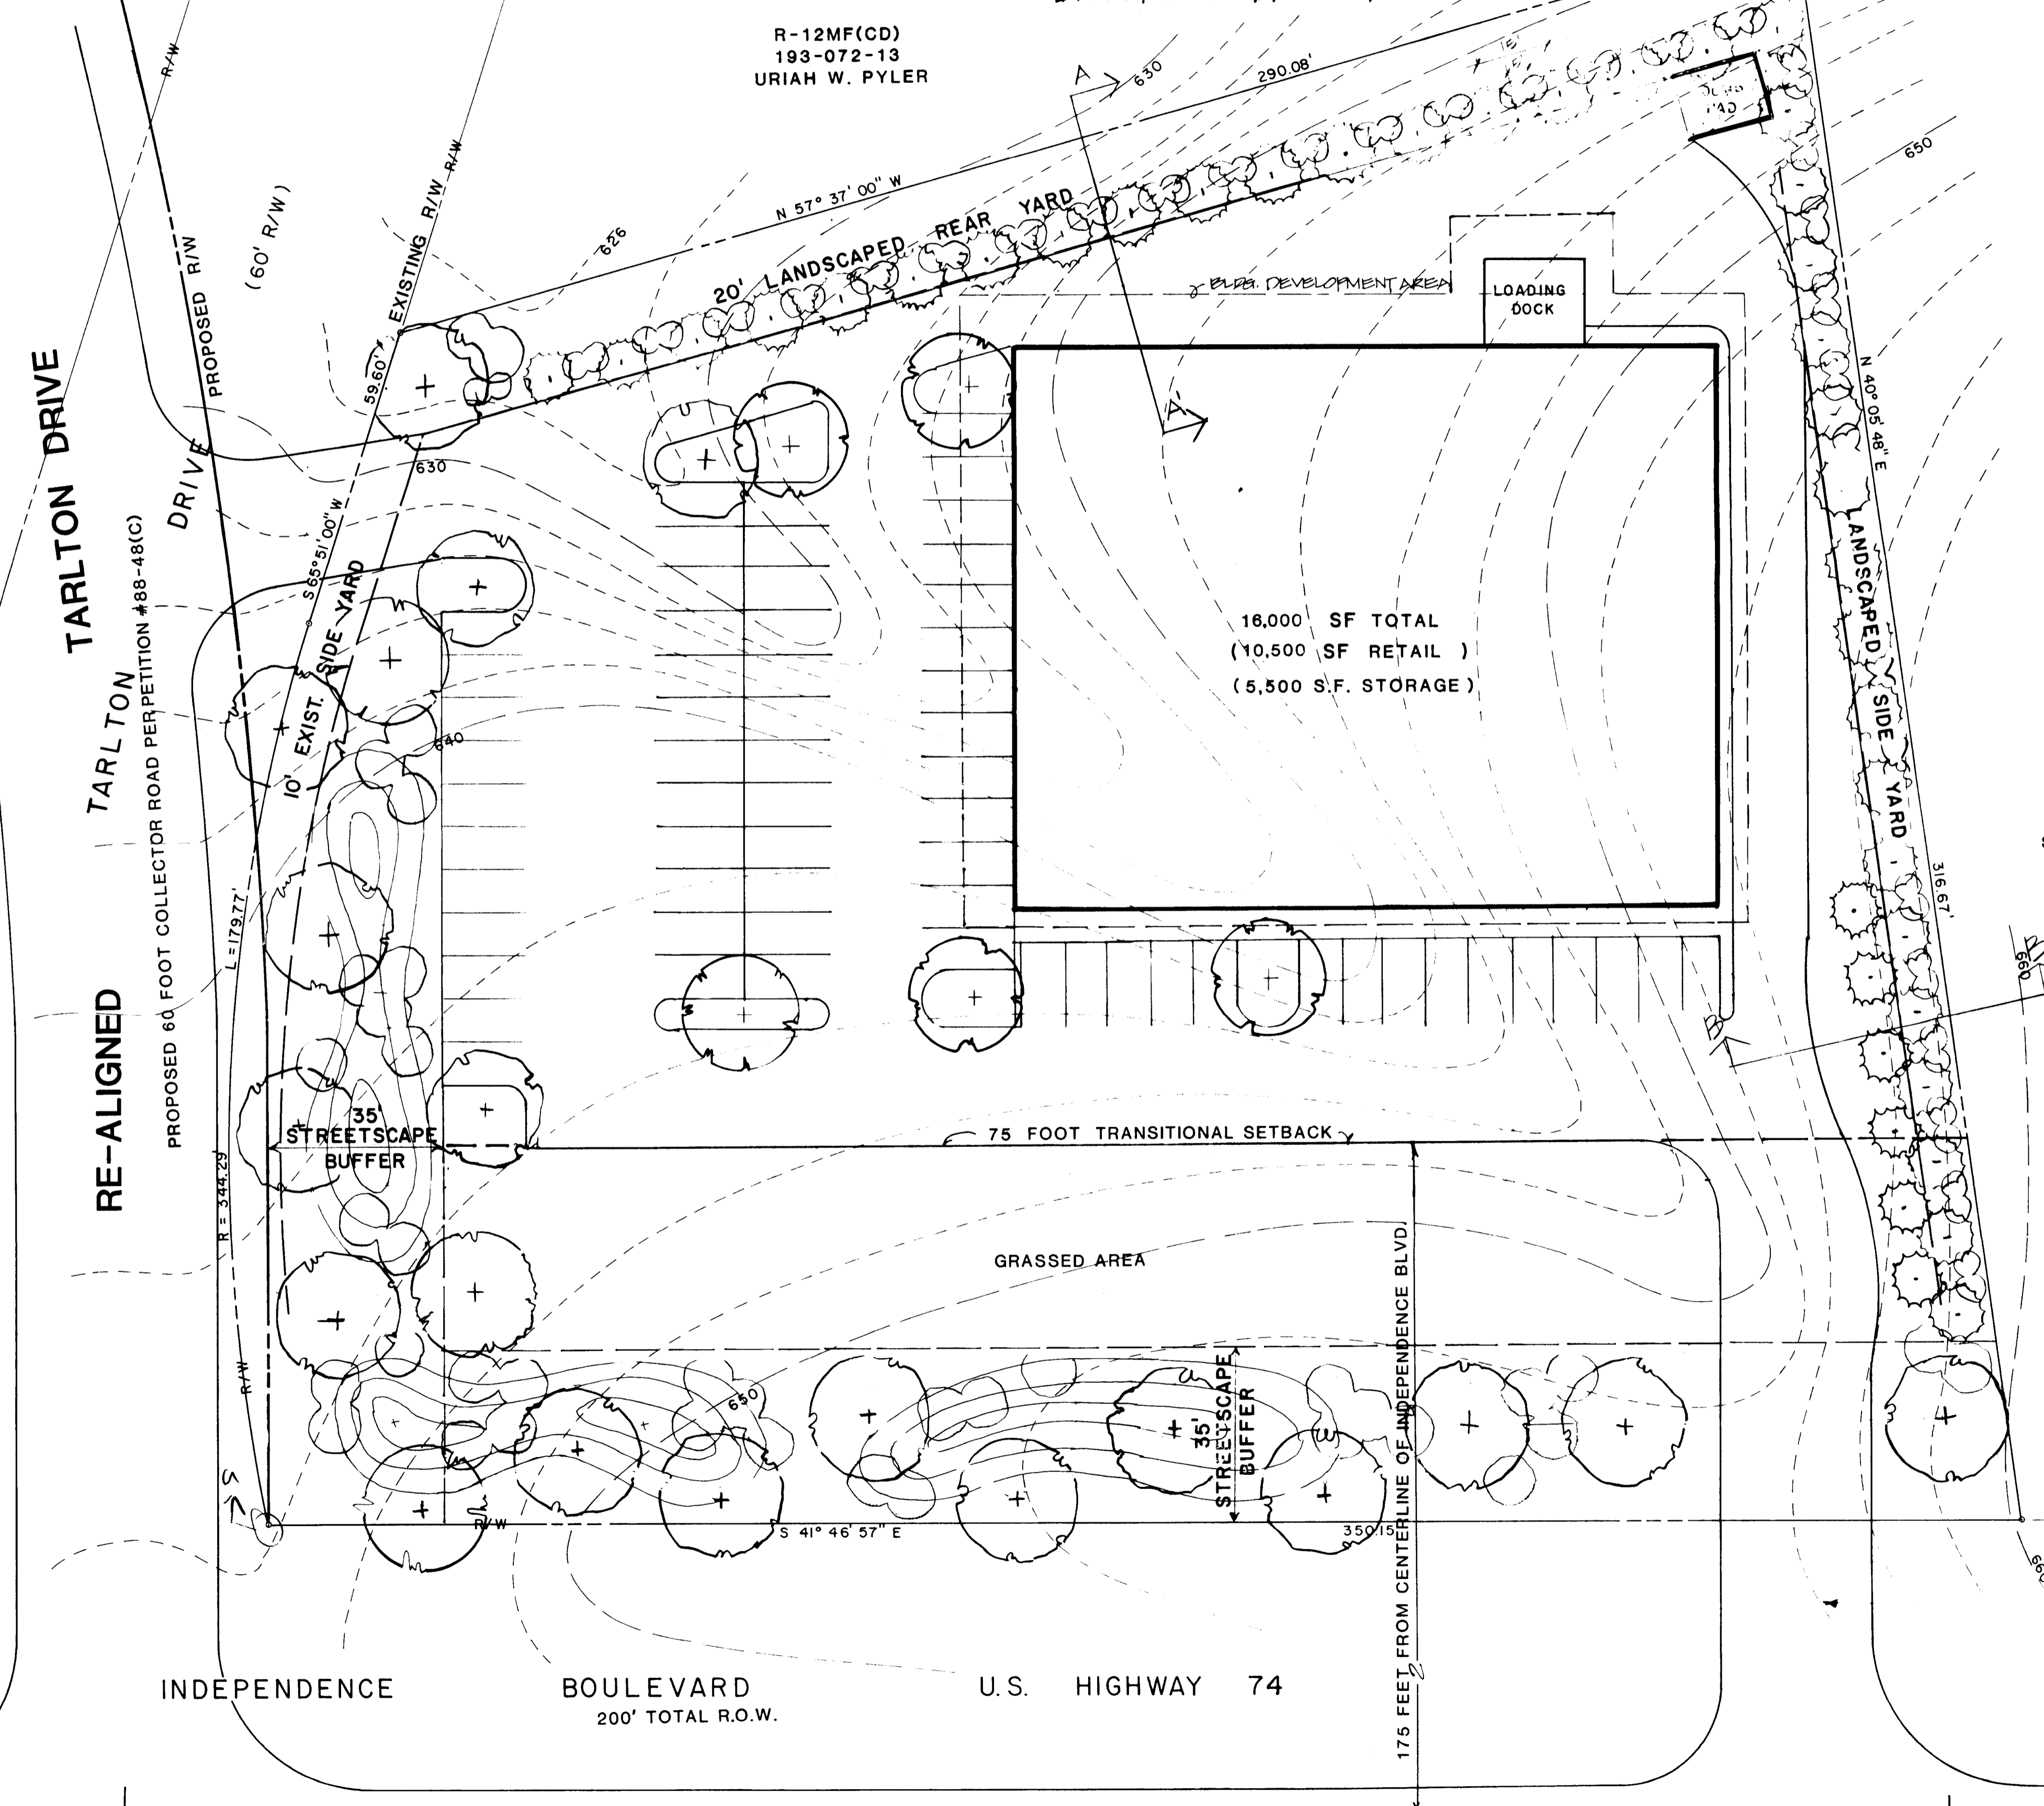 R-12MF(CD)
193-072-13
URIAH W. PYLER
R/W
A
630
290.08'
15'
PAD
650
R/W
EXISTING R/W
PROPOSED R/W
(60' R/W)
626
N 57° 37' 00" W
20' LANDSCAPED REAR YARD
BLDG. DEVELOPMENT AREA
LOADING
DOCK
59.60'
A'
N 40° 05' 48" E
630
TARLTON DRIVE
DRIVE
S 65° 51' 00" W
10' EXIST. SIDE YARD
LANDSCAPED SIDE YARD
16,000 SF TOTAL
(10,500 SF RETAIL )
(5,500 S.F. STORAGE)
TARLTON
PROPOSED 60 FOOT COLLECTOR ROAD PER PETITION #88-48(C)
640
L=179.77'
316.67'
660
B
RE-ALIGNED
35'
STREETSCAPE
BUFFER
75 FOOT TRANSITIONAL SETBACK
R = 344.29
GRASSED AREA
R/W
650
35'
STREETSCAPE
BUFFER
175 FEET FROM CENTERLINE OF INDEPENDENCE BLVD.
R/W
S 41° 46' 57" E
350.15
660
INDEPENDENCE BOULEVARD U.S. HIGHWAY 74
200' TOTAL R.O.W.